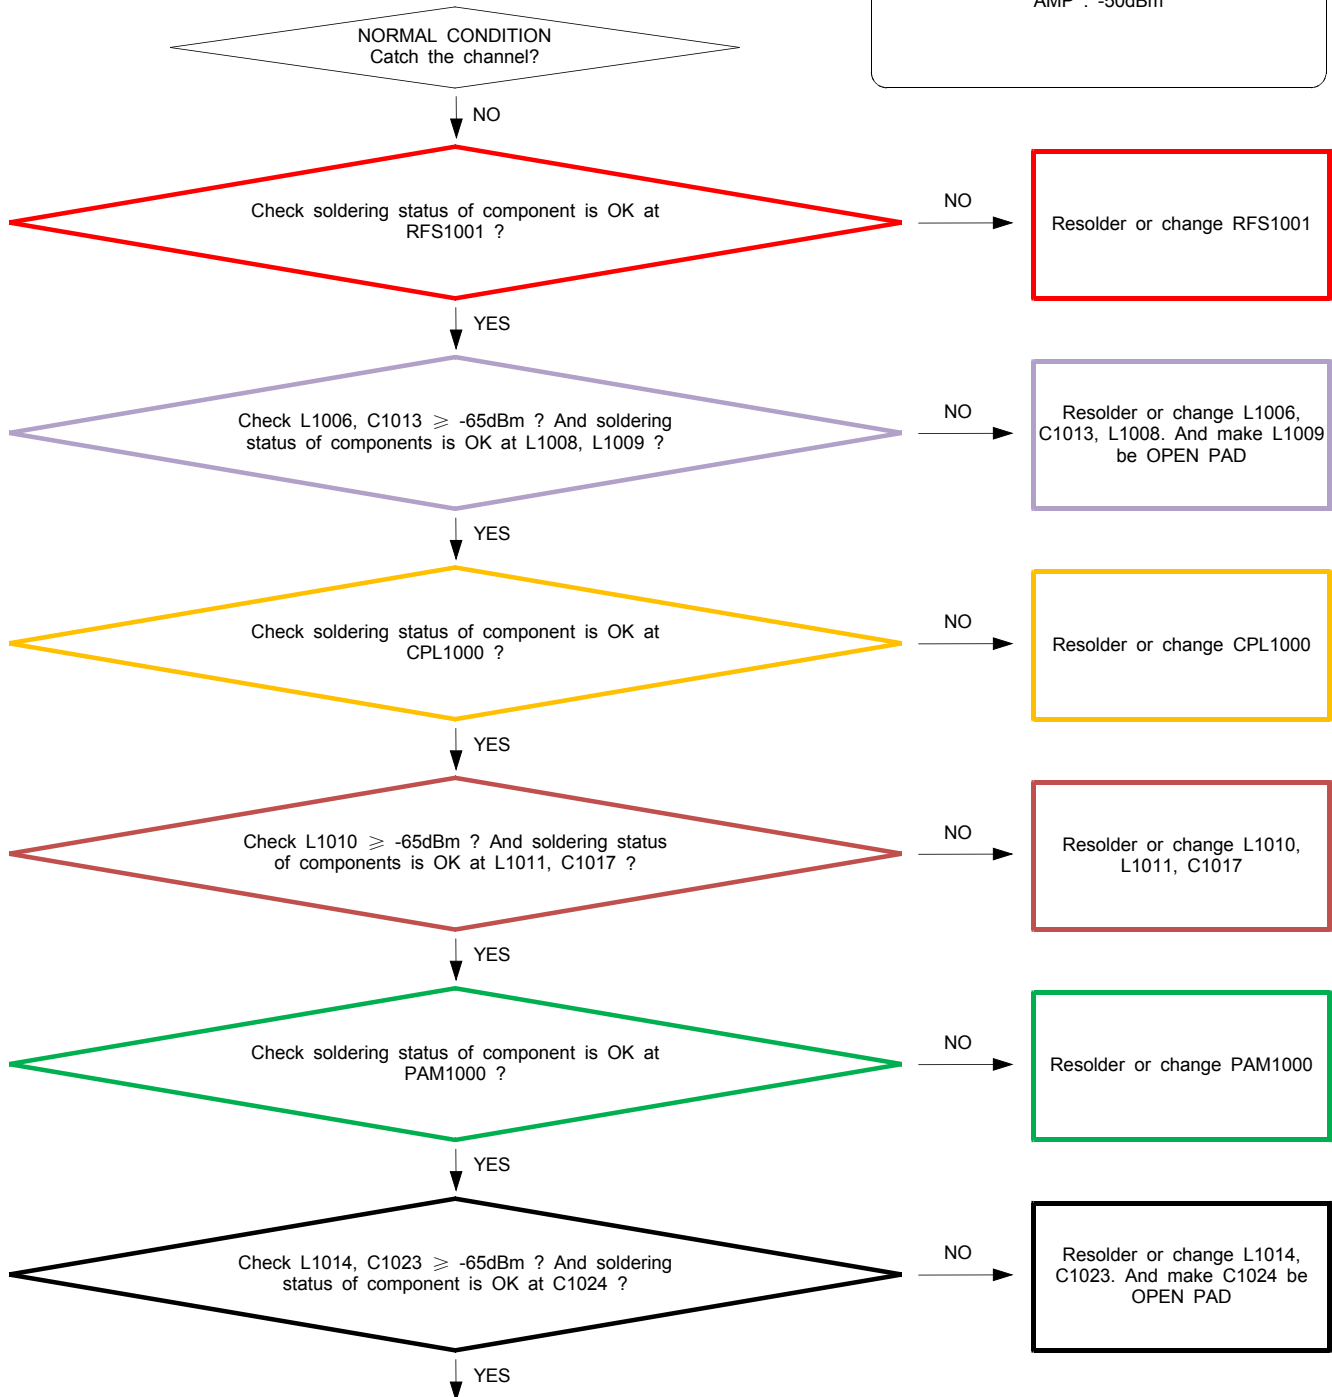 AMP : -50dBm
NORMAL CONDITION
Catch the channel?
NO
Check soldering status of component is OK at
RFS1001 ?
NO
Resolder or change RFS1001
YES
Check L1006, C1013 ≥ -65dBm ? And soldering
status of components is OK at L1008, L1009 ?
NO
Resolder or change L1006,
C1013, L1008. And make L1009
be OPEN PAD
YES
Check soldering status of component is OK at
CPL1000 ?
NO
Resolder or change CPL1000
YES
Check L1010 ≥ -65dBm ? And soldering status
of components is OK at L1011, C1017 ?
NO
Resolder or change L1010,
L1011, C1017
YES
Check soldering status of component is OK at
PAM1000 ?
NO
Resolder or change PAM1000
YES
Check L1014, C1023 ≥ -65dBm ? And soldering
status of component is OK at C1024 ?
NO
Resolder or change L1014,
C1023. And make C1024 be
OPEN PAD
YES